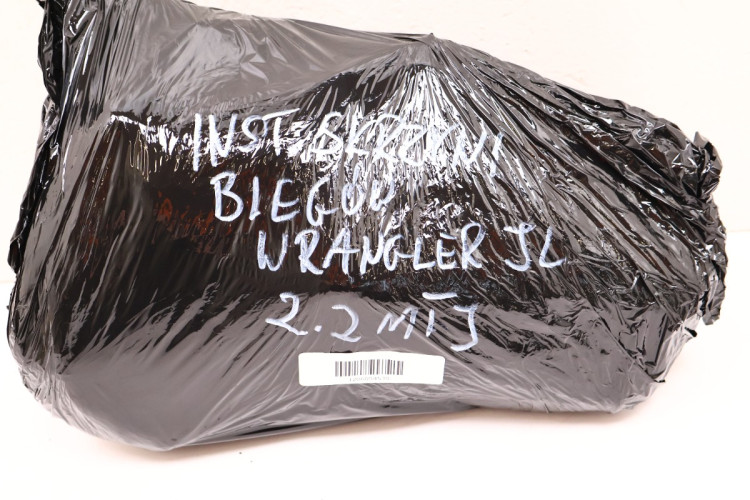 INST. SKRZYNI
BIEGÓW
WRANGLER JL
2.2 MTJ